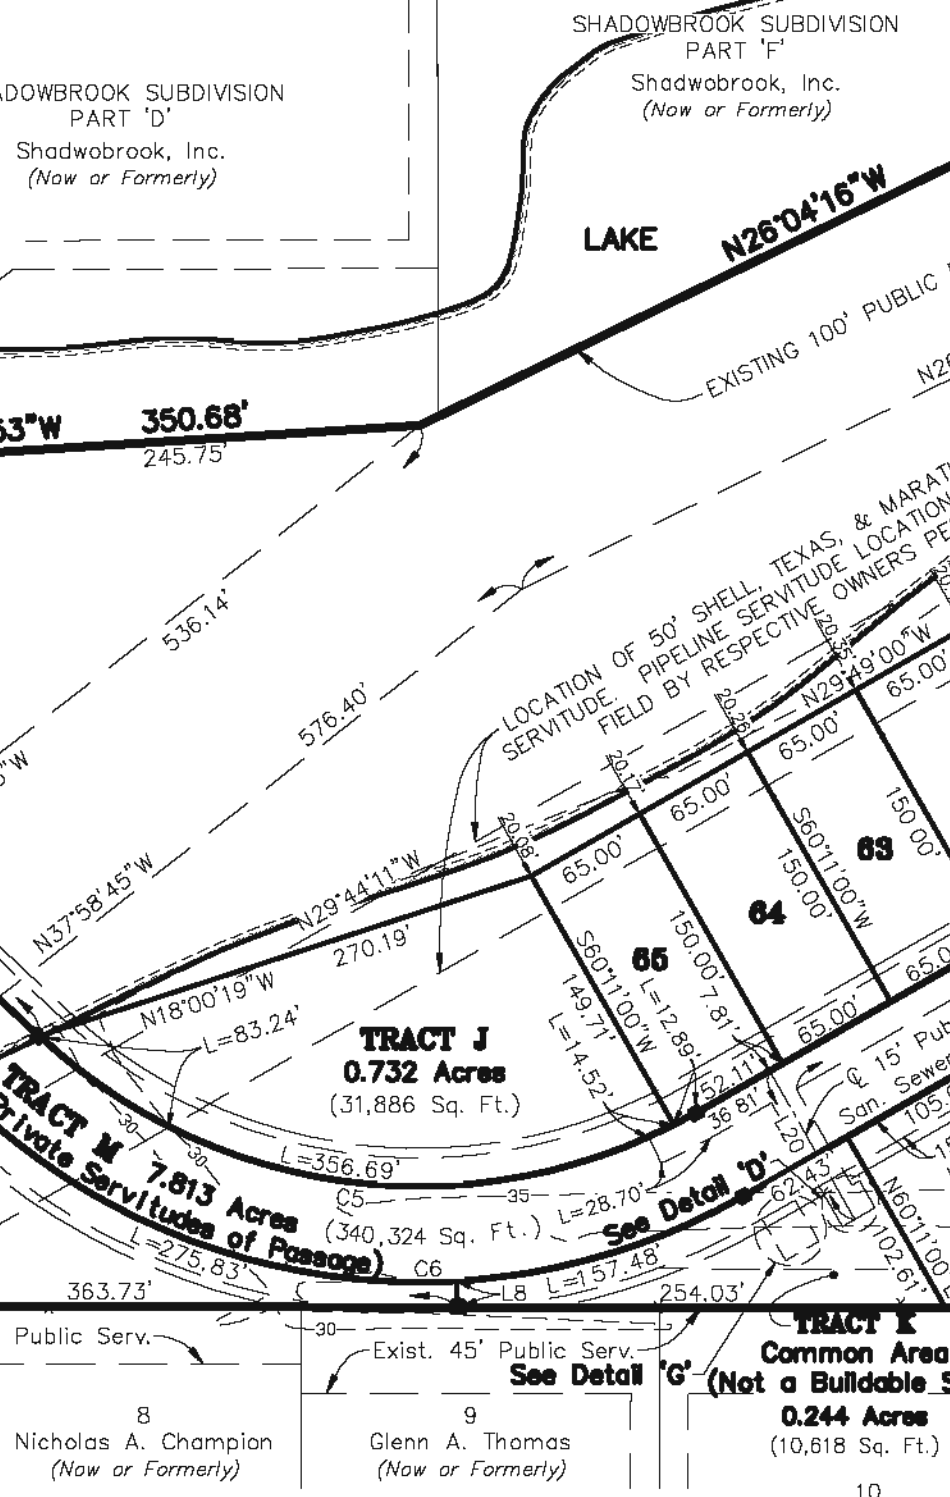 SHADOWBROOK SUBDIVISION
PART 'F'
Shadwobrook, Inc.
(Now or Formerly)
ADOWBROOK SUBDIVISION
PART 'D'
Shadwobrook, Inc.
(Now or Formerly)
LAKE
N26°04'16"W
EXISTING 100' PUBLIC
N26
53"W
350.68'
245.75'
536.14'
576.40'
"W
N37°58'45"W
LOCATION OF 50' SHELL, TEXAS, & MARAT
SERVITUDE. PIPELINE SERVITUDE LOCATION
FIELD BY RESPECTIVE OWNERS PE
N29°49'00"W
65.00'
65.00'
65.00'
65.00'
20.26'
20.17'
20.08'
N29°44'11"W
270.19'
N18°00'19"W
L=83.24'
63
150.00'
S60°11'00"W
150.00'
64
150.00'
65
S60°11'00"W
149.71'
L=14.52'
L=12.89'
7.81'
65.00'
65.0
52.11'
36.81'
TRACT J
0.732 Acres
(31,886 Sq. Ft.)
L=356.69'
C5
35
L=28.70'
TRACT M 7.813 Acres
(340,324 Sq. Ft.)
Private Servitudes of Passage)
30
30
L=275.83'
C6
L=157.48'
See Detail 'D'
L20
62.43'
℄ 15' Pub
San. Sewer
105.
N60°11'00
102.61'
363.73'
L8
254.03'
30
Public Serv.
Exist. 45' Public Serv.
See Detail 'G'
TRACT K
Common Area
(Not a Buildable S
0.244 Acres
(10,618 Sq. Ft.)
8
Nicholas A. Champion
(Now or Formerly)
9
Glenn A. Thomas
(Now or Formerly)
10